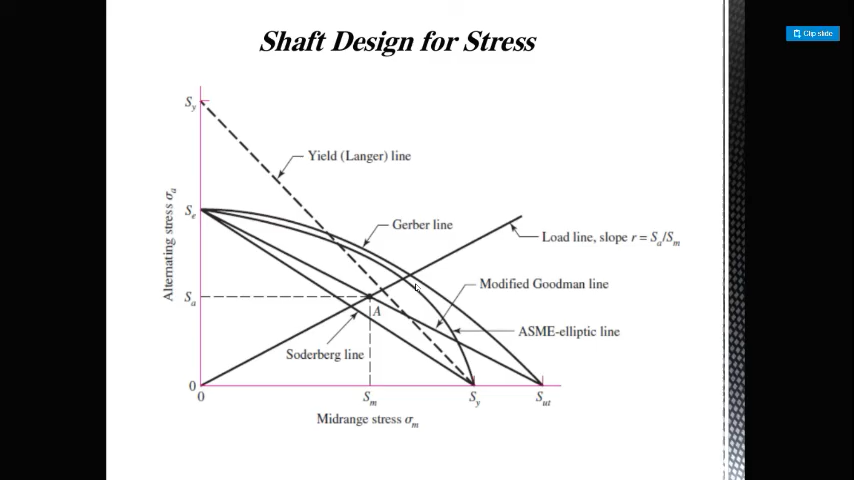 Clip slide
Shaft Design for Stress
Sy
Yield (Langer) line
Se
Gerber line
Load line, slope r = Sa/Sm
Alternating stress σa
Modified Goodman line
Sa
A
ASME-elliptic line
Soderberg line
0
0
Sm
Sy
Sut
Midrange stress σm